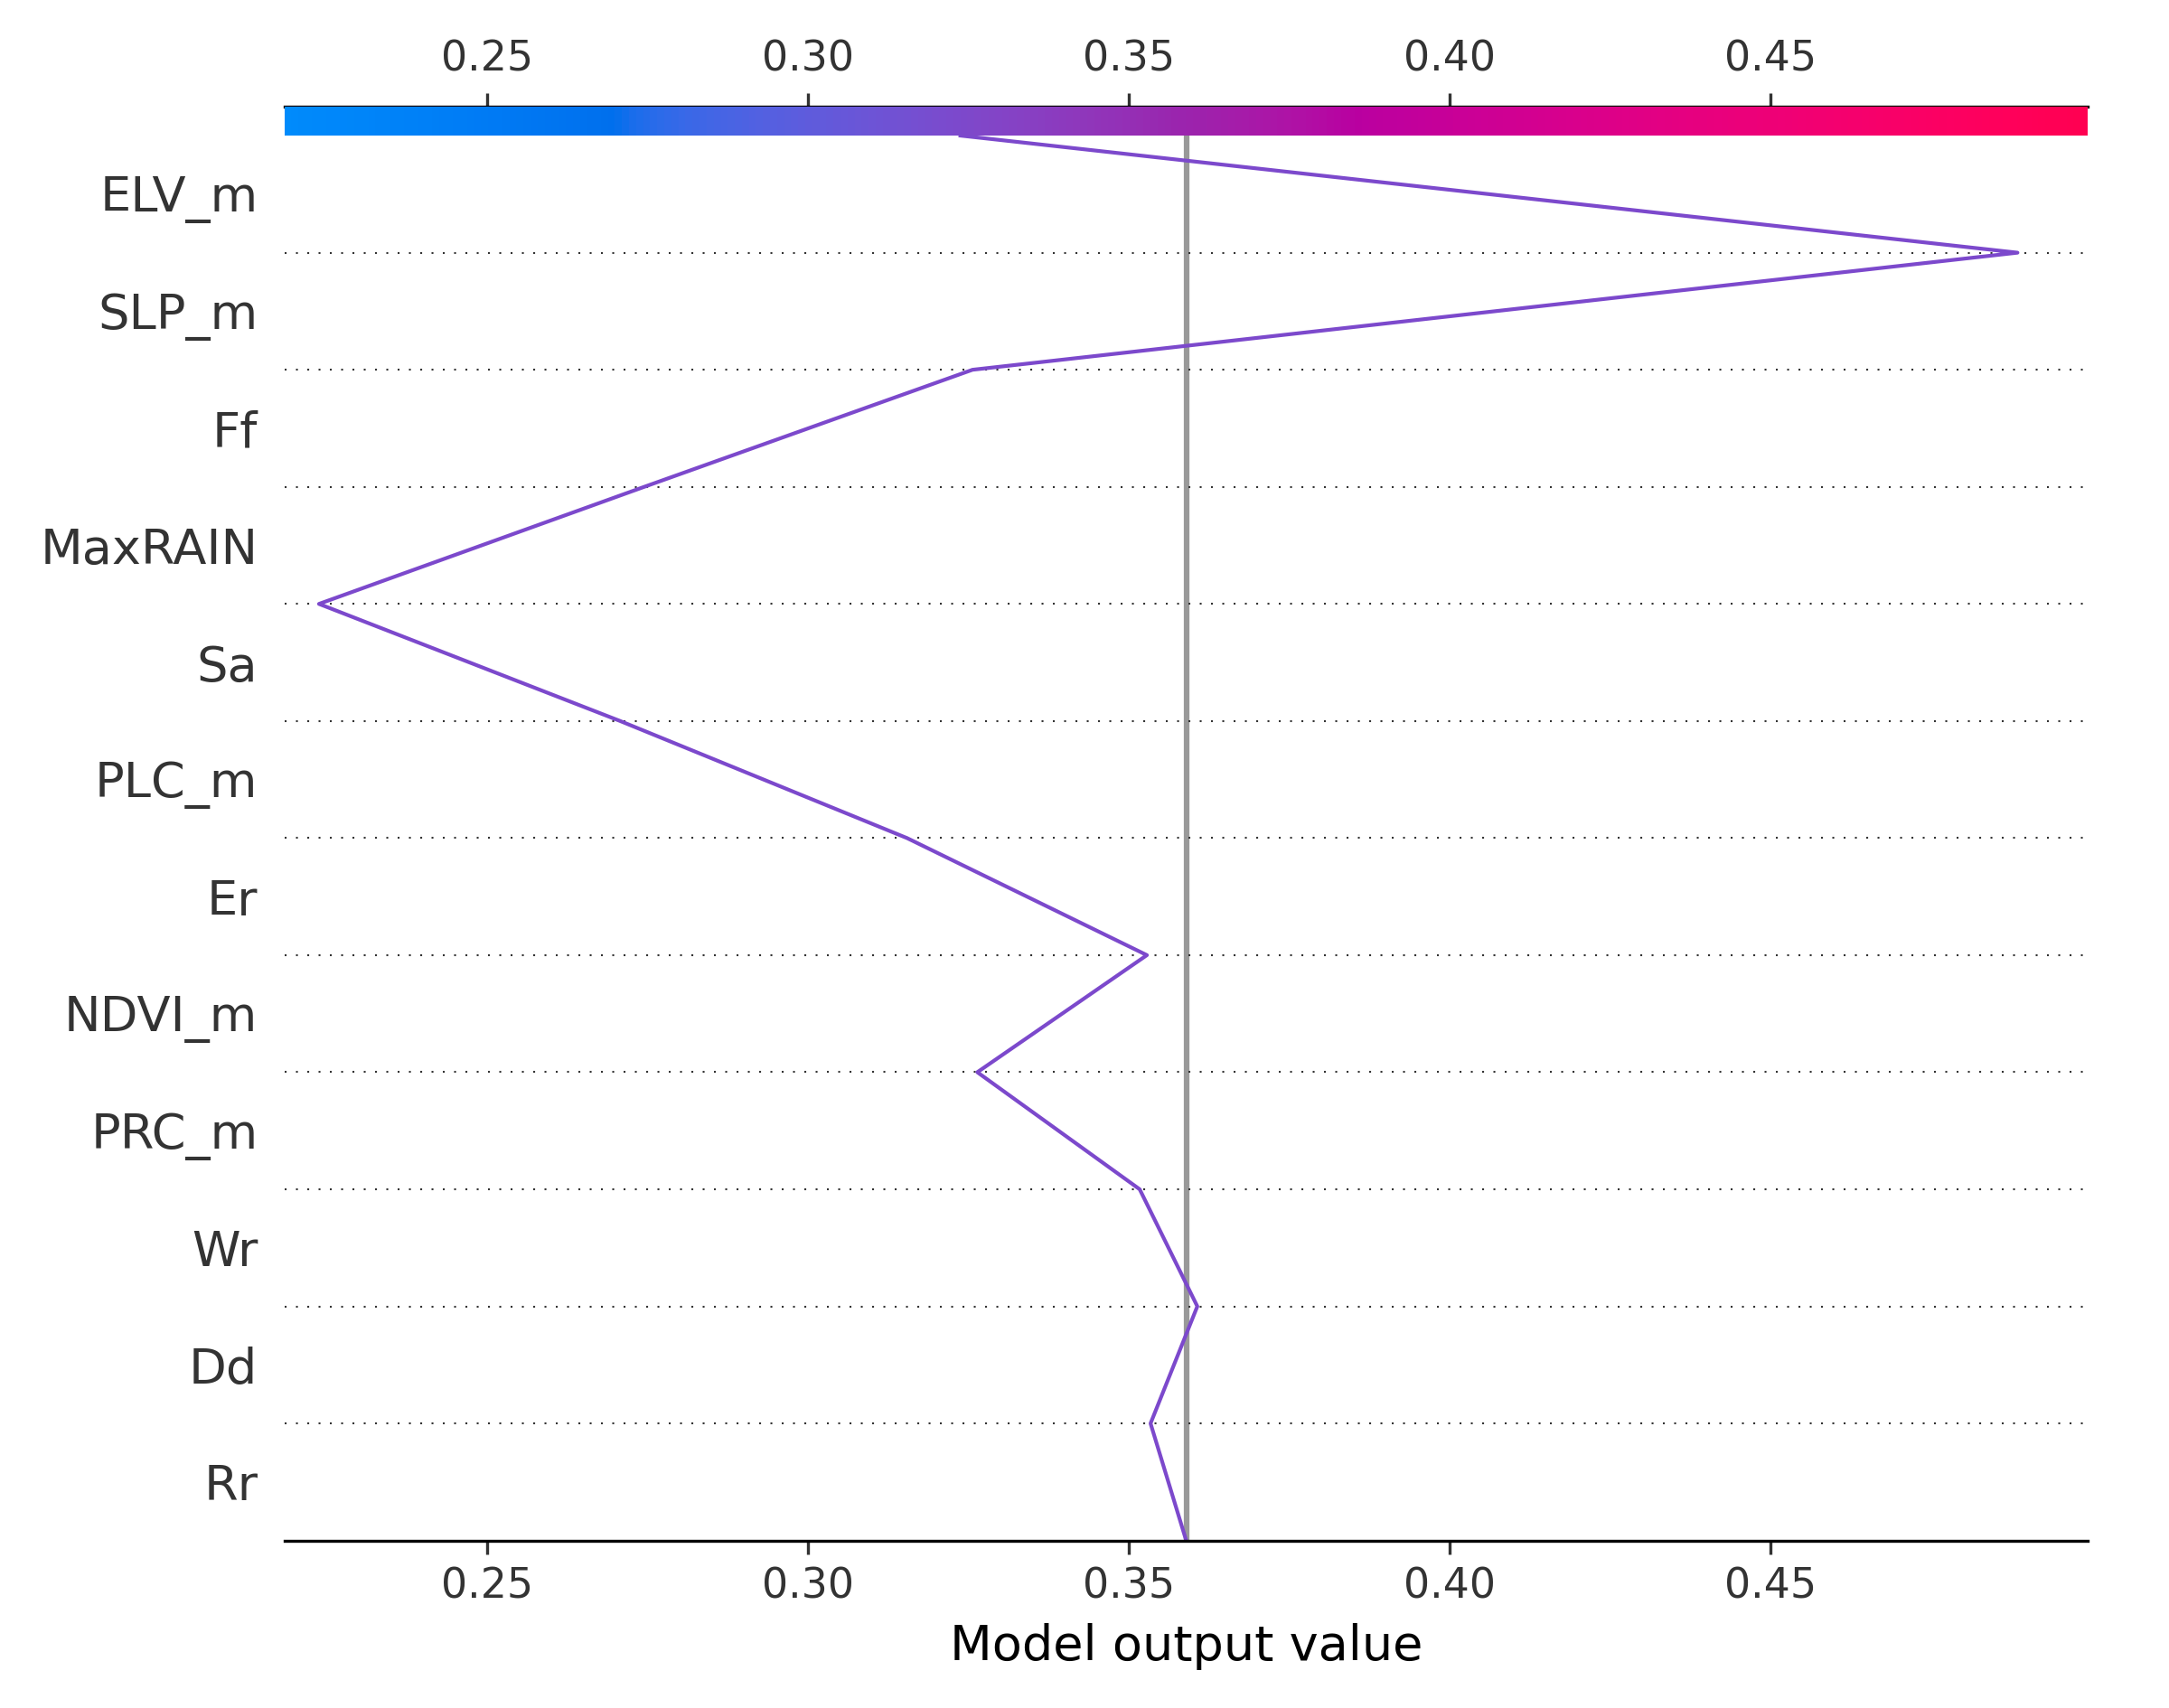 0.25 0.30 0.35 0.40 0.45
ELV_m
SLP_m
Ff
MaxRAIN
Sa
PLC_m
Er
NDVI_m
PRC_m
Wr
Dd
Rr
0.25 0.30 0.35 0.40 0.45
Model output value